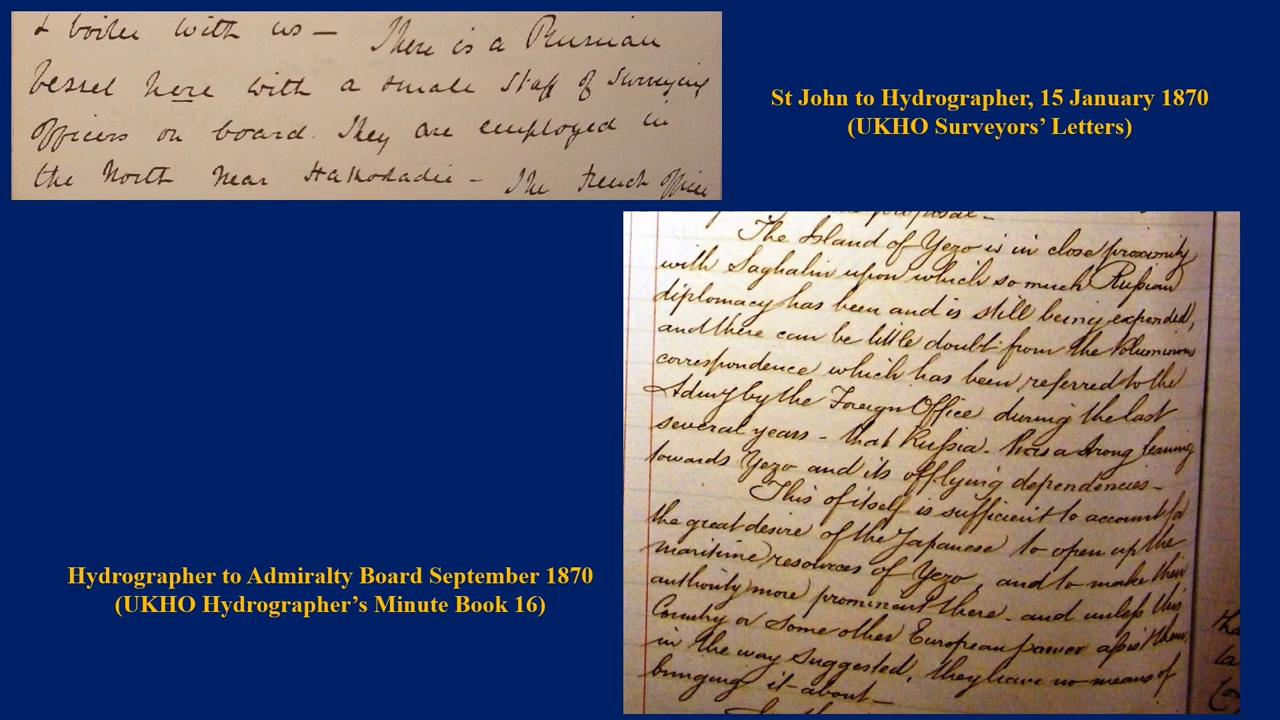 & boiler with us — There is a Russian
vessel here with a small Staff of Surveying
Officers on board. They are employed in
the North near Hakodadie — The French Officer
St John to Hydrographer, 15 January 1870
(UKHO Surveyors’ Letters)
proposal —
The Island of Yezo is in close proximity
with Saghalin upon which so much Russian
diplomacy has been and is still being expended,
and there can be little doubt from the Voluminous
correspondence which has been referred to the
Admy by the Foreign Office during the last
several years – that Russia has a strong leaning
towards Yezo and its offlying dependencies —
This of itself is sufficient to account for
the great desire of the Japanese to open up the
maritime resources of Yezo, and to make their
authority more prominent there – and unless this
Country or Some other European power assist them,
in the way Suggested, they have no means of
bringing it about —
Hydrographer to Admiralty Board September 1870
(UKHO Hydrographer’s Minute Book 16)